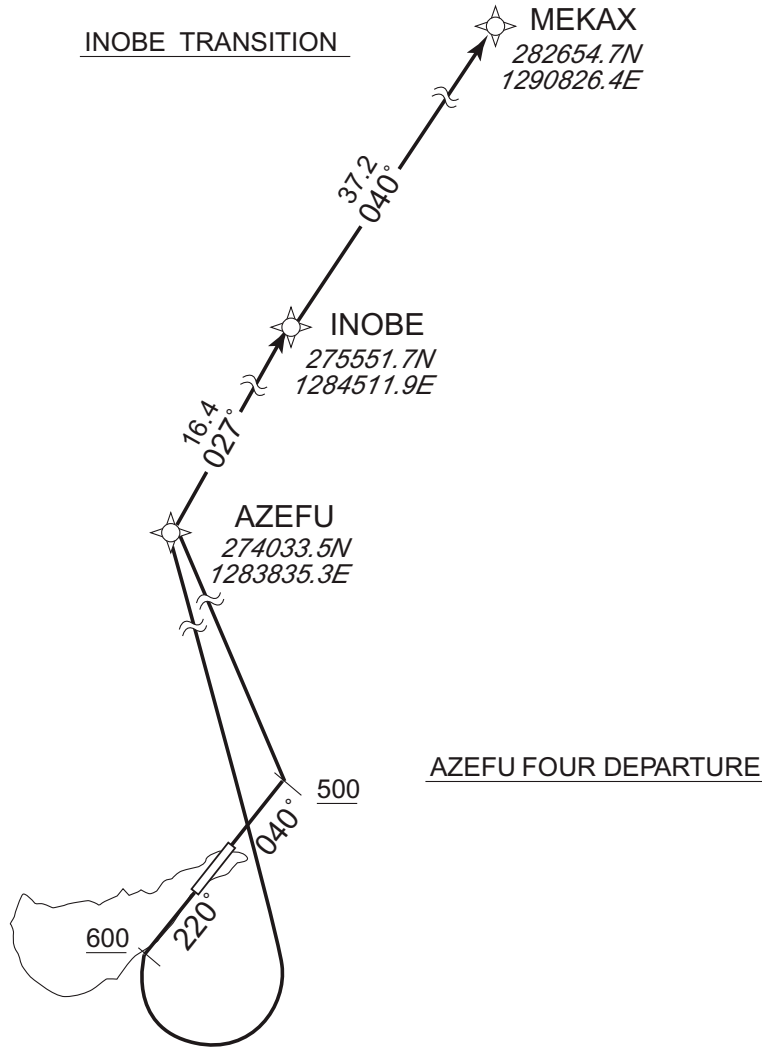 INOBE TRANSITION
MEKAX
282654.7N
1290826.4E
37.2
040°
INOBE
275551.7N
1284511.9E
16.4
027°
AZEFU
274033.5N
1283835.3E
AZEFU FOUR DEPARTURE
500
040°
220°
600